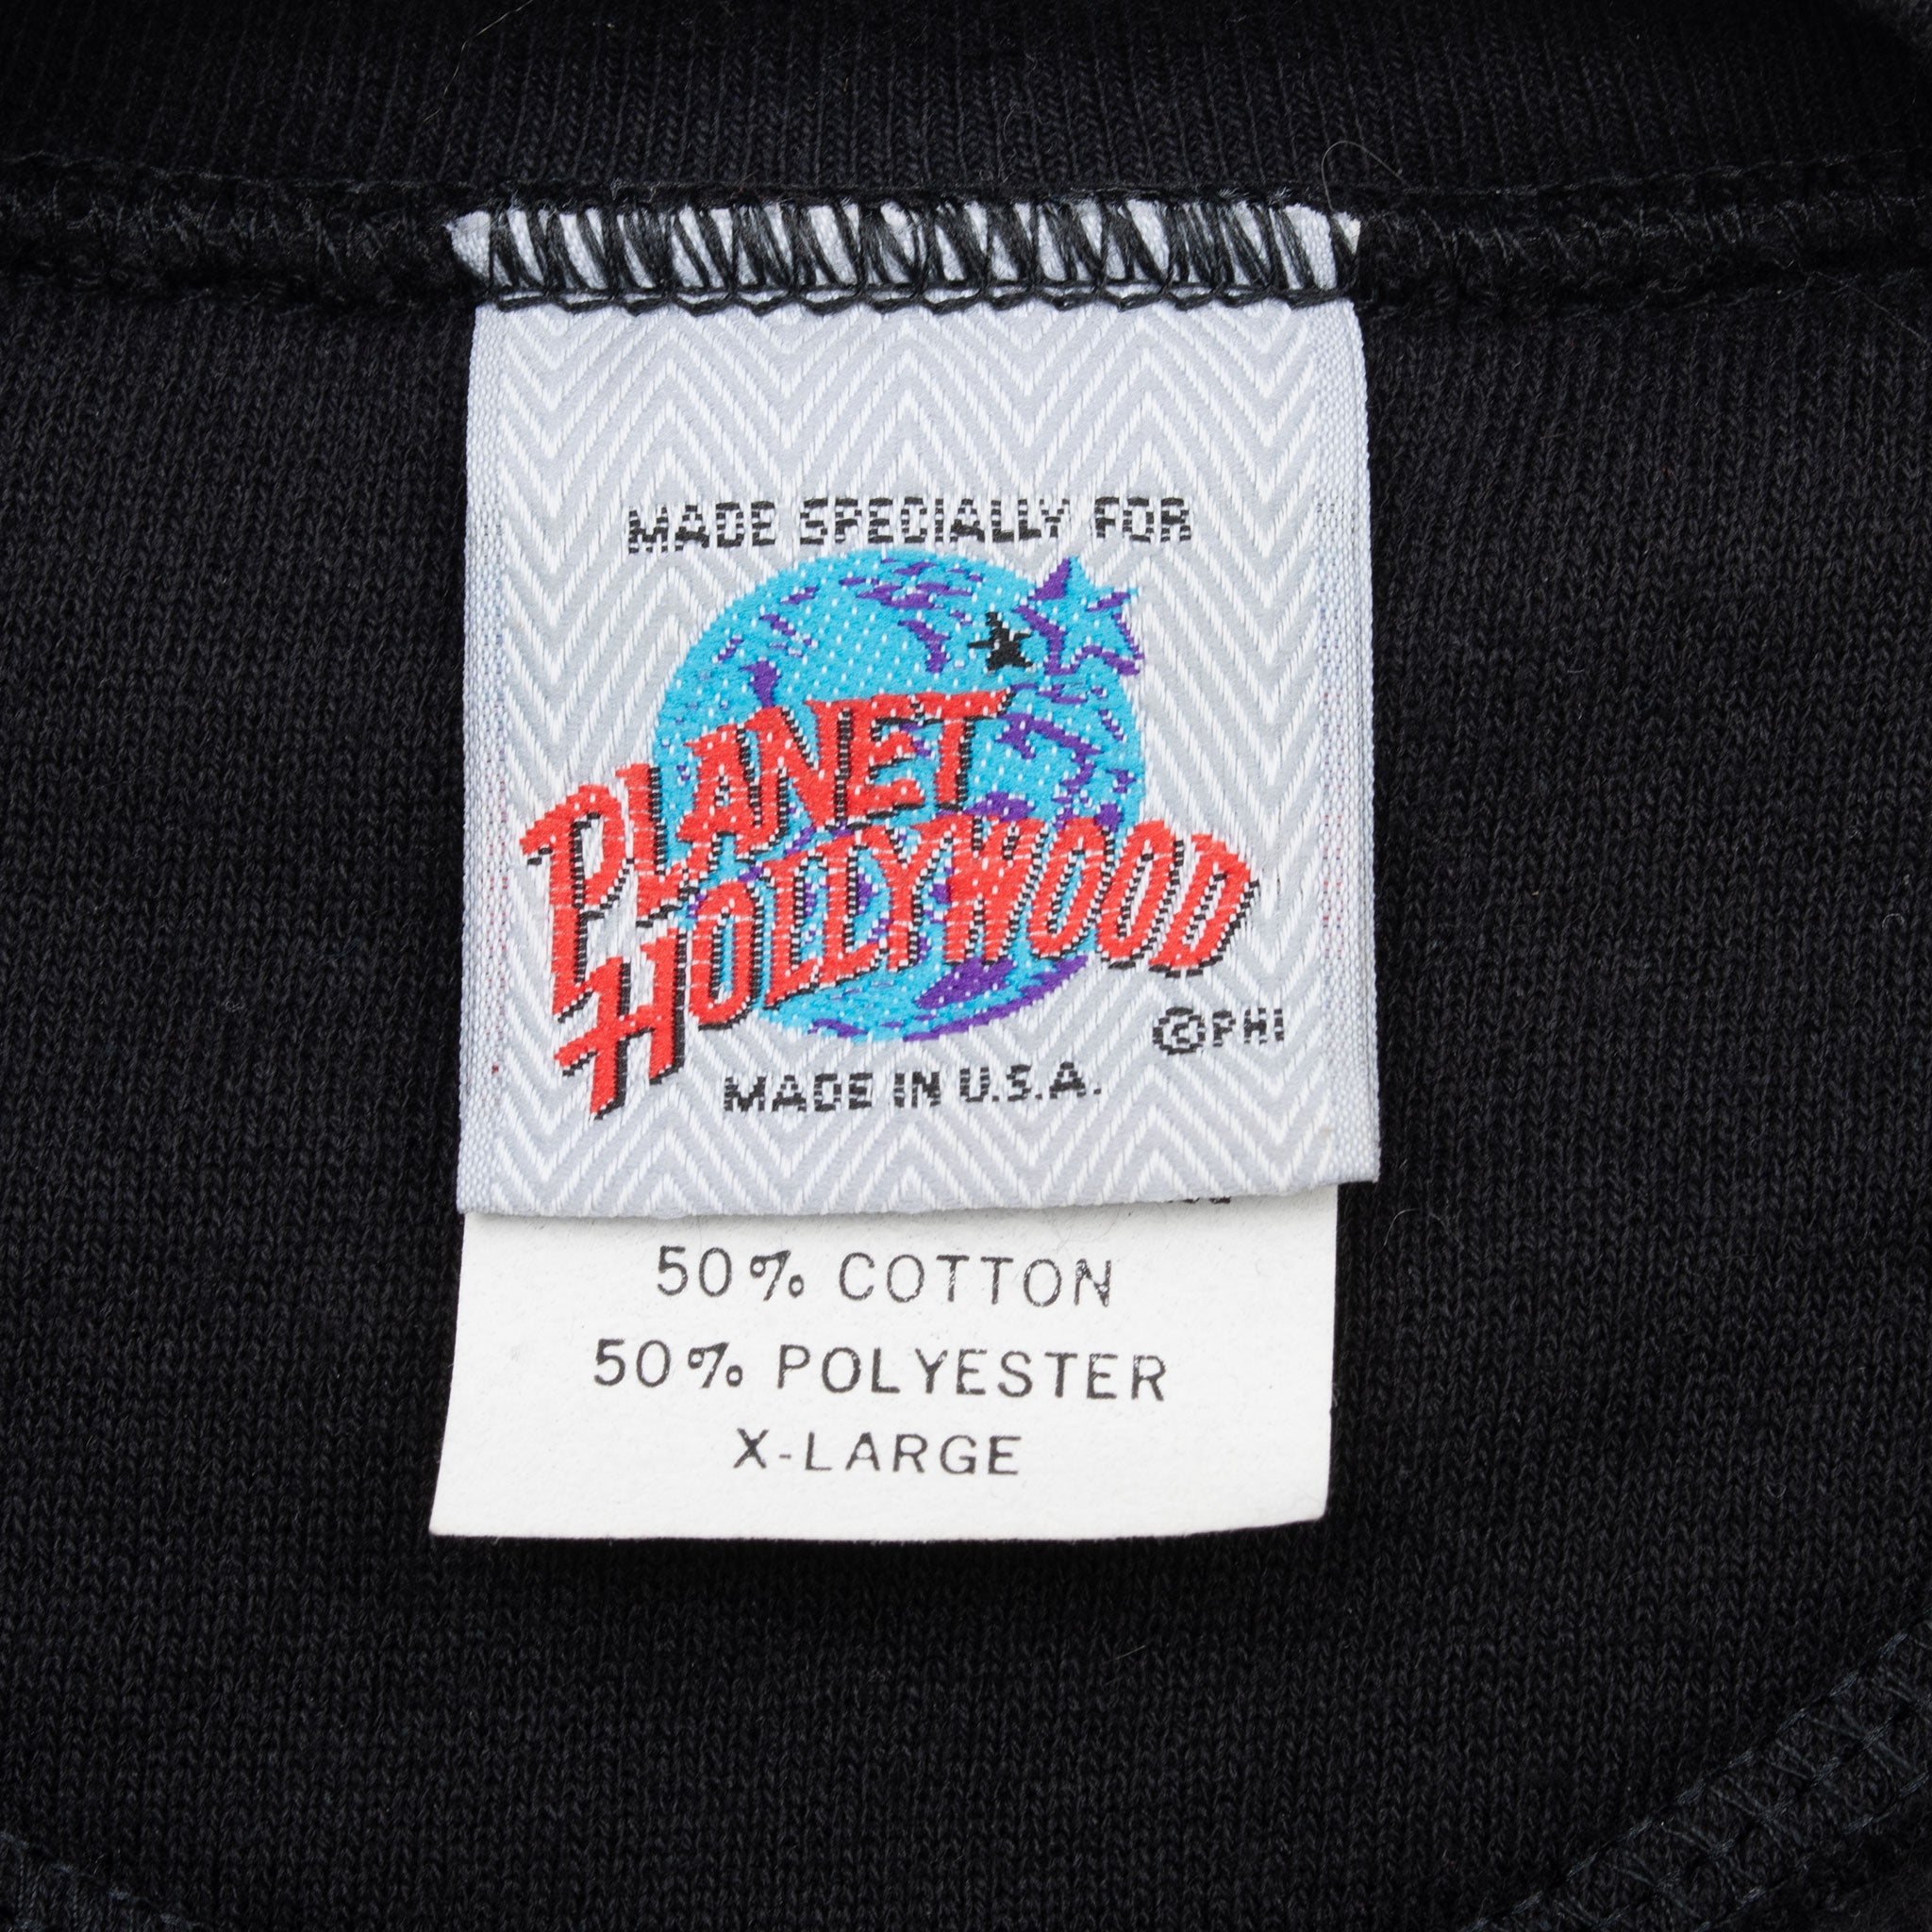 MADE SPECIALLY FOR
PLANET
HOLLYWOOD
©PHI
MADE IN U.S.A.
50% COTTON
50% POLYESTER
X-LARGE